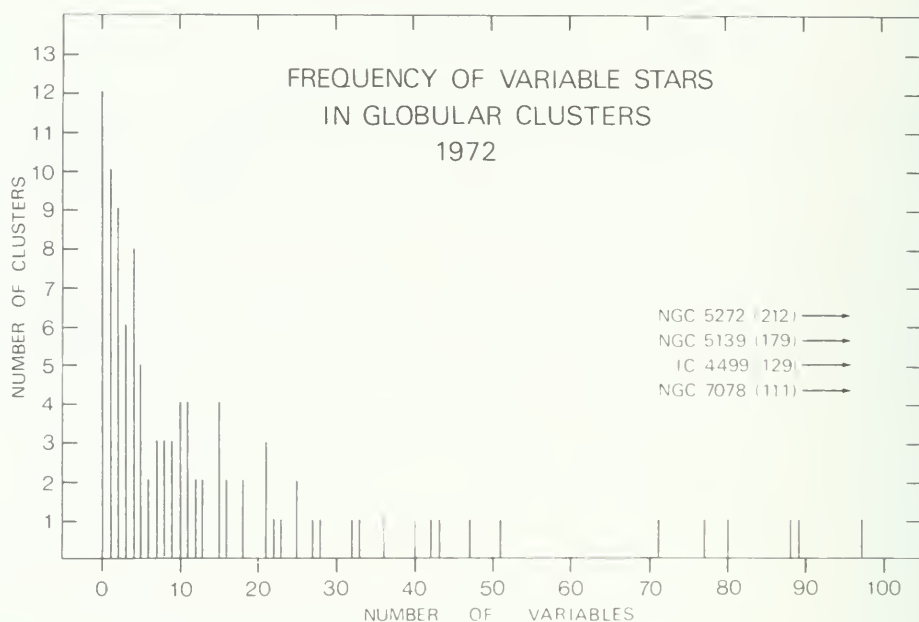 FREQUENCY OF VARIABLE STARS
IN GLOBULAR CLUSTERS
1972
NUMBER OF CLUSTERS
13
12
11
10
9
8
7
6
5
4
3
2
1
NGC 5272 (212)
NGC 5139 (179)
IC 4499 (129)
NGC 7078 (111)
0 10 20 30 40 50 60 70 80 90 100
NUMBER OF VARIABLES